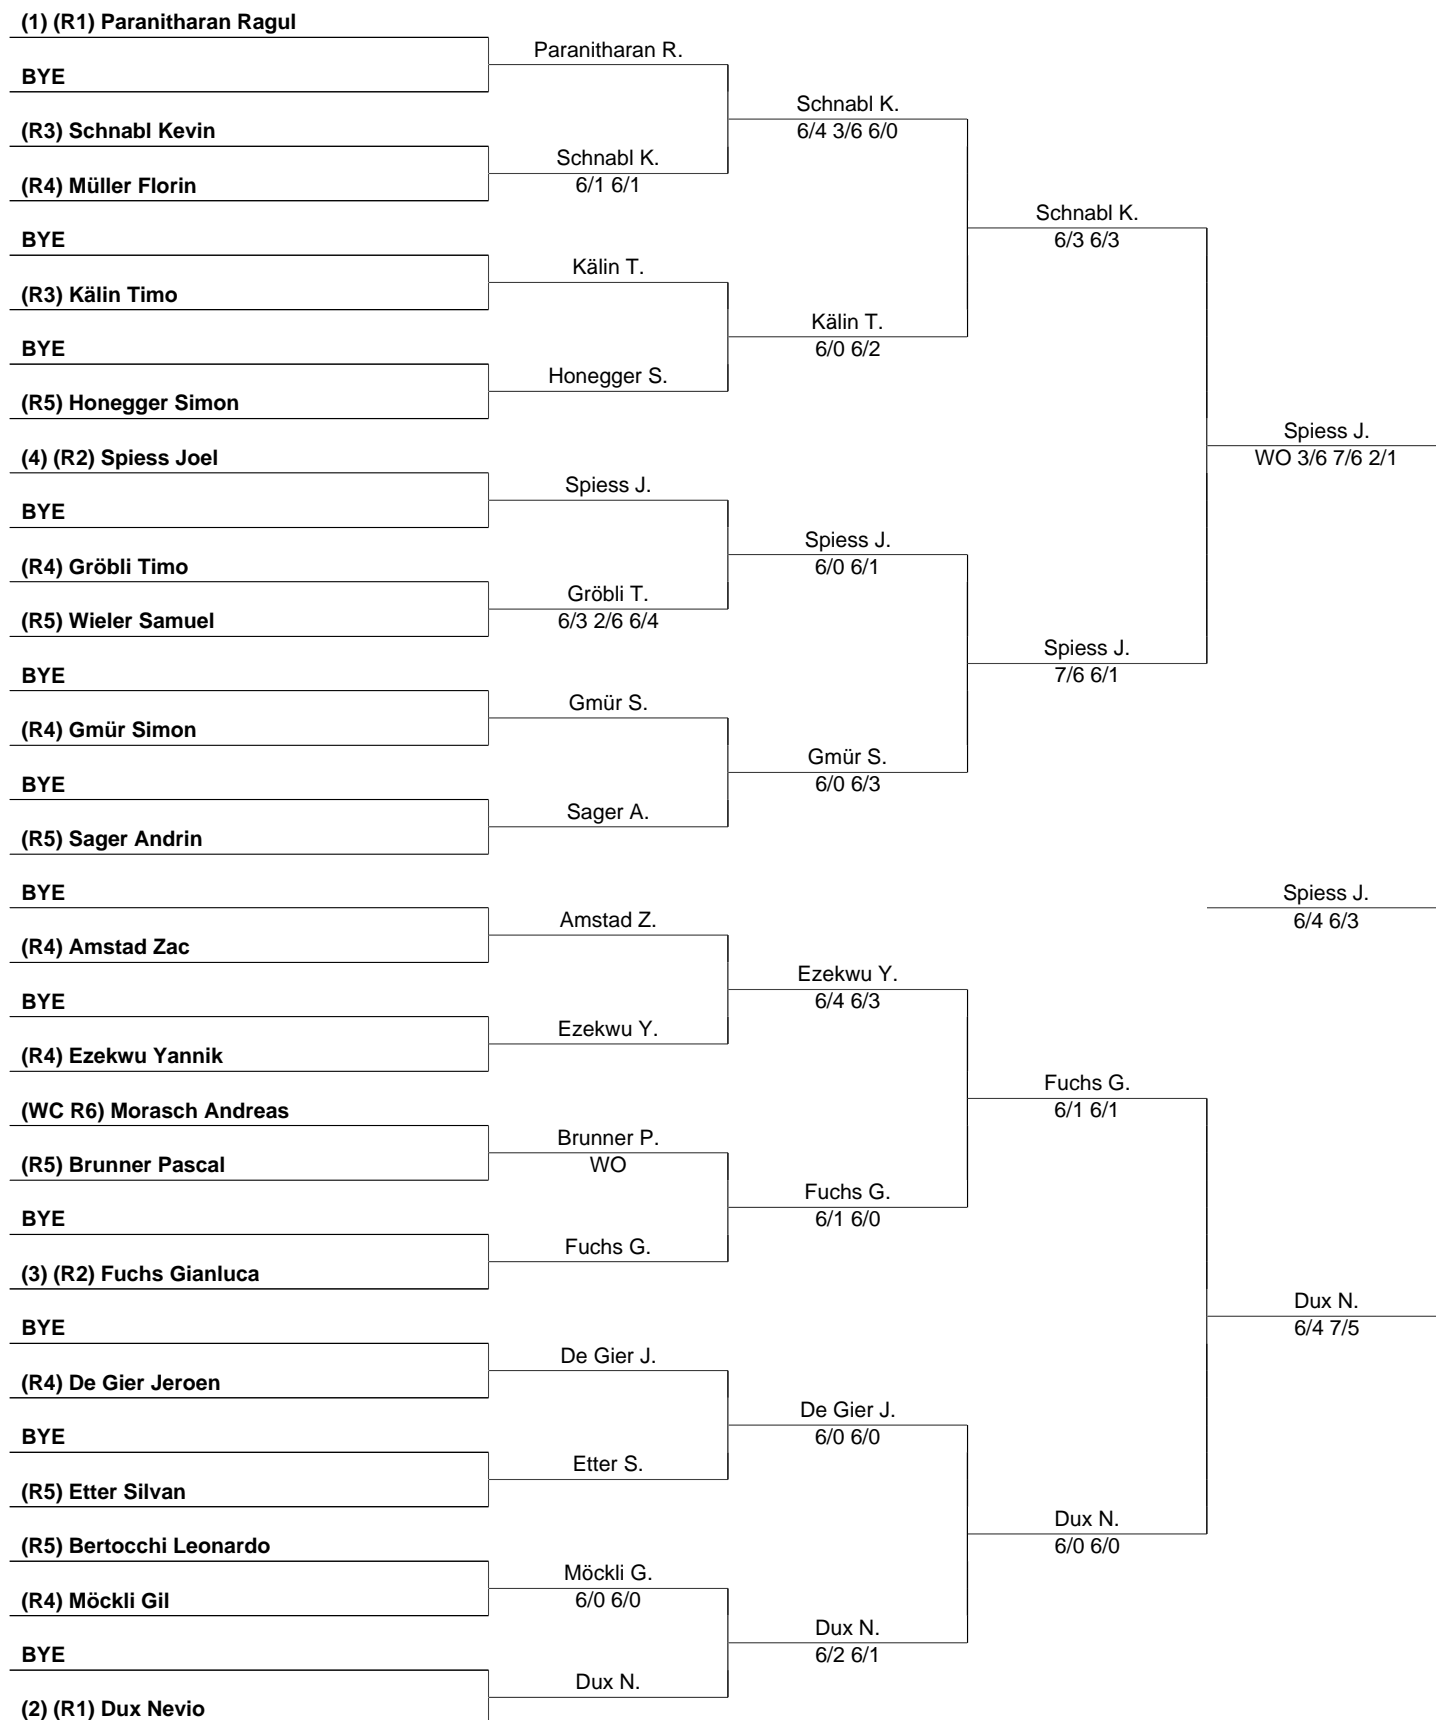 (1) (R1) Paranitharan Ragul
Paranitharan R.
BYE
Schnabl K.
6/4 3/6 6/0
(R3) Schnabl Kevin
Schnabl K.
6/1 6/1
(R4) Müller Florin
Schnabl K.
6/3 6/3
BYE
Kälin T.
(R3) Kälin Timo
Kälin T.
6/0 6/2
BYE
Honegger S.
(R5) Honegger Simon
Spiess J.
WO 3/6 7/6 2/1
(4) (R2) Spiess Joel
Spiess J.
BYE
Spiess J.
6/0 6/1
(R4) Gröbli Timo
Gröbli T.
6/3 2/6 6/4
(R5) Wieler Samuel
Spiess J.
7/6 6/1
BYE
Gmür S.
(R4) Gmür Simon
Gmür S.
6/0 6/3
BYE
Sager A.
(R5) Sager Andrin
Spiess J.
6/4 6/3
BYE
Amstad Z.
(R4) Amstad Zac
Ezekwu Y.
6/4 6/3
BYE
Ezekwu Y.
(R4) Ezekwu Yannik
Fuchs G.
6/1 6/1
(WC R6) Morasch Andreas
Brunner P.
WO
(R5) Brunner Pascal
Fuchs G.
6/1 6/0
BYE
Fuchs G.
(3) (R2) Fuchs Gianluca
Dux N.
6/4 7/5
BYE
De Gier J.
(R4) De Gier Jeroen
De Gier J.
6/0 6/0
BYE
Etter S.
(R5) Etter Silvan
Dux N.
6/0 6/0
(R5) Bertocchi Leonardo
Möckli G.
6/0 6/0
(R4) Möckli Gil
Dux N.
6/2 6/1
BYE
Dux N.
(2) (R1) Dux Nevio